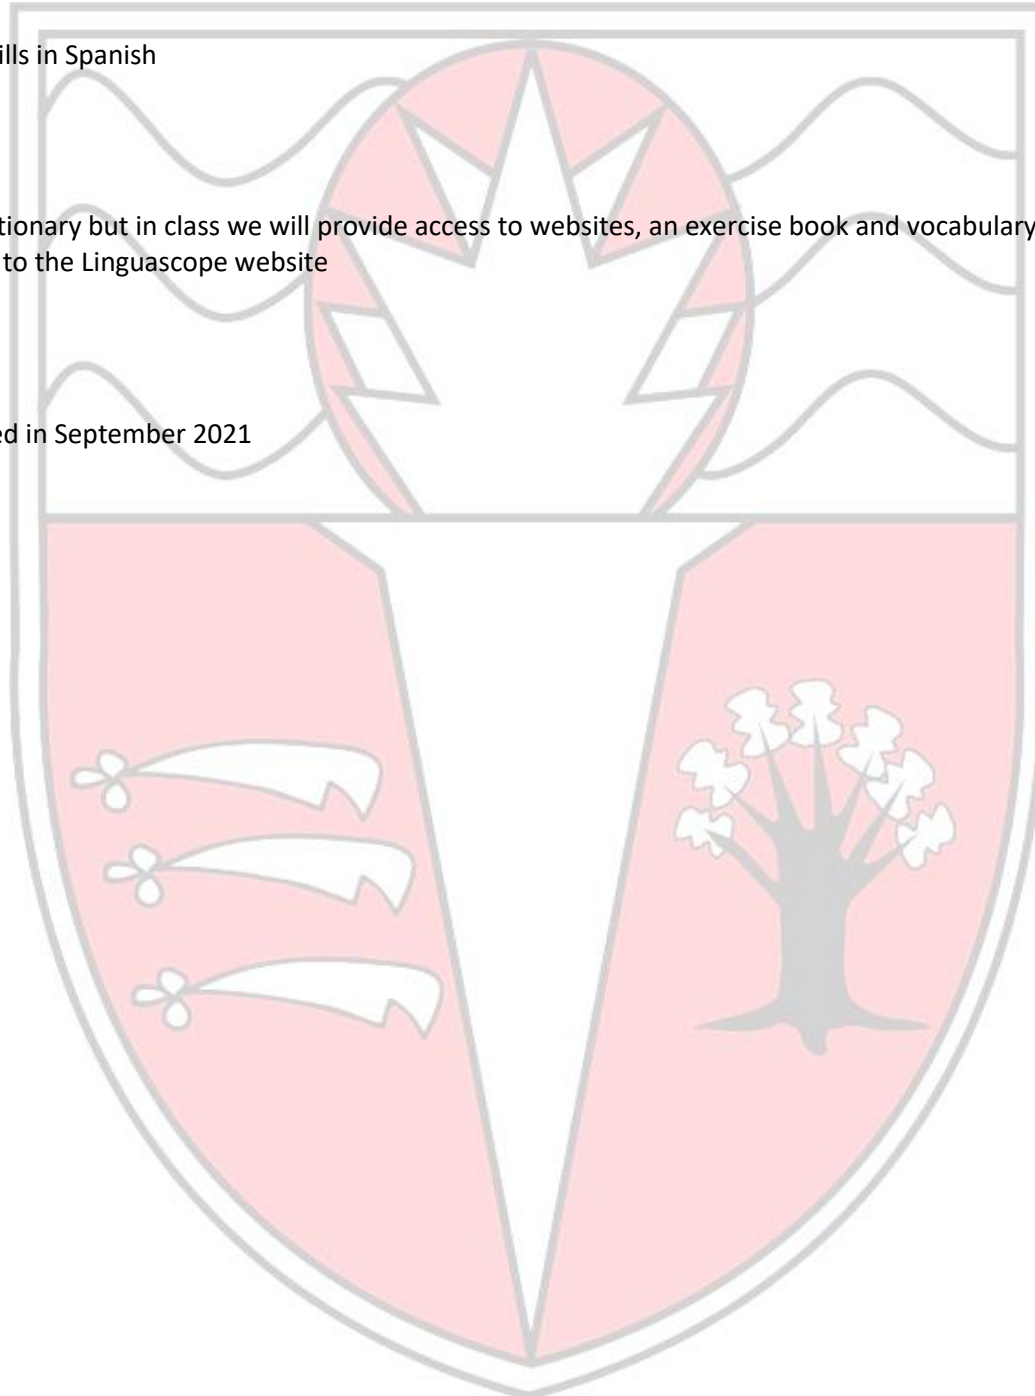 ills in Spanish
tionary but in class we will provide access to websites, an exercise book and vocabulary
to the Linguascope website
ed in September 2021